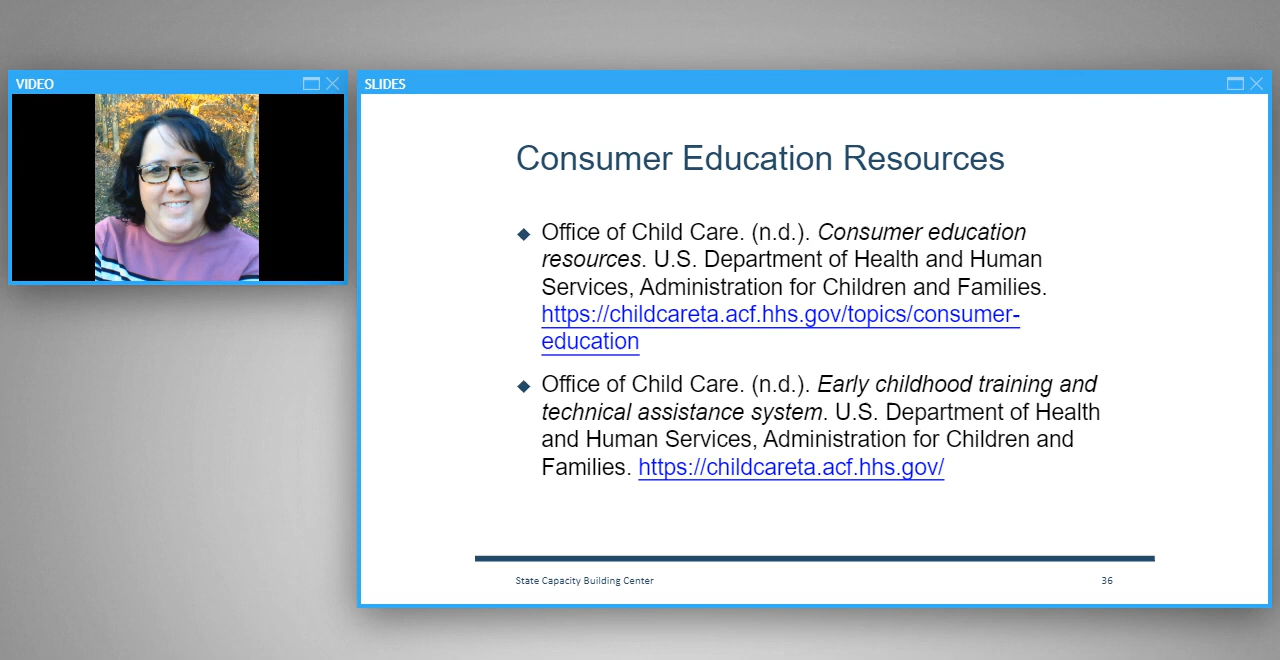 VIDEO
SLIDES
Consumer Education Resources
◆ Office of Child Care. (n.d.). Consumer education
resources. U.S. Department of Health and Human
Services, Administration for Children and Families.
https://childcareta.acf.hhs.gov/topics/consumer-
education
◆ Office of Child Care. (n.d.). Early childhood training and
technical assistance system. U.S. Department of Health
and Human Services, Administration for Children and
Families. https://childcareta.acf.hhs.gov/
State Capacity Building Center
36